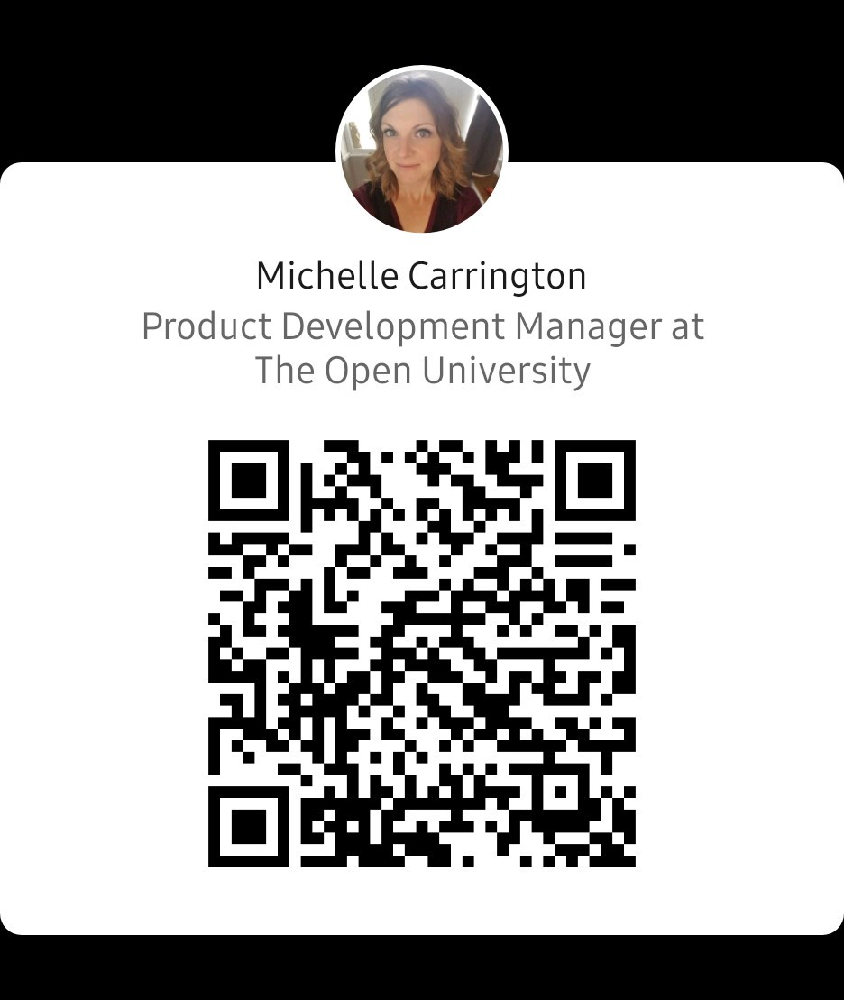 Michelle Carrington
Product Development Manager at
The Open University